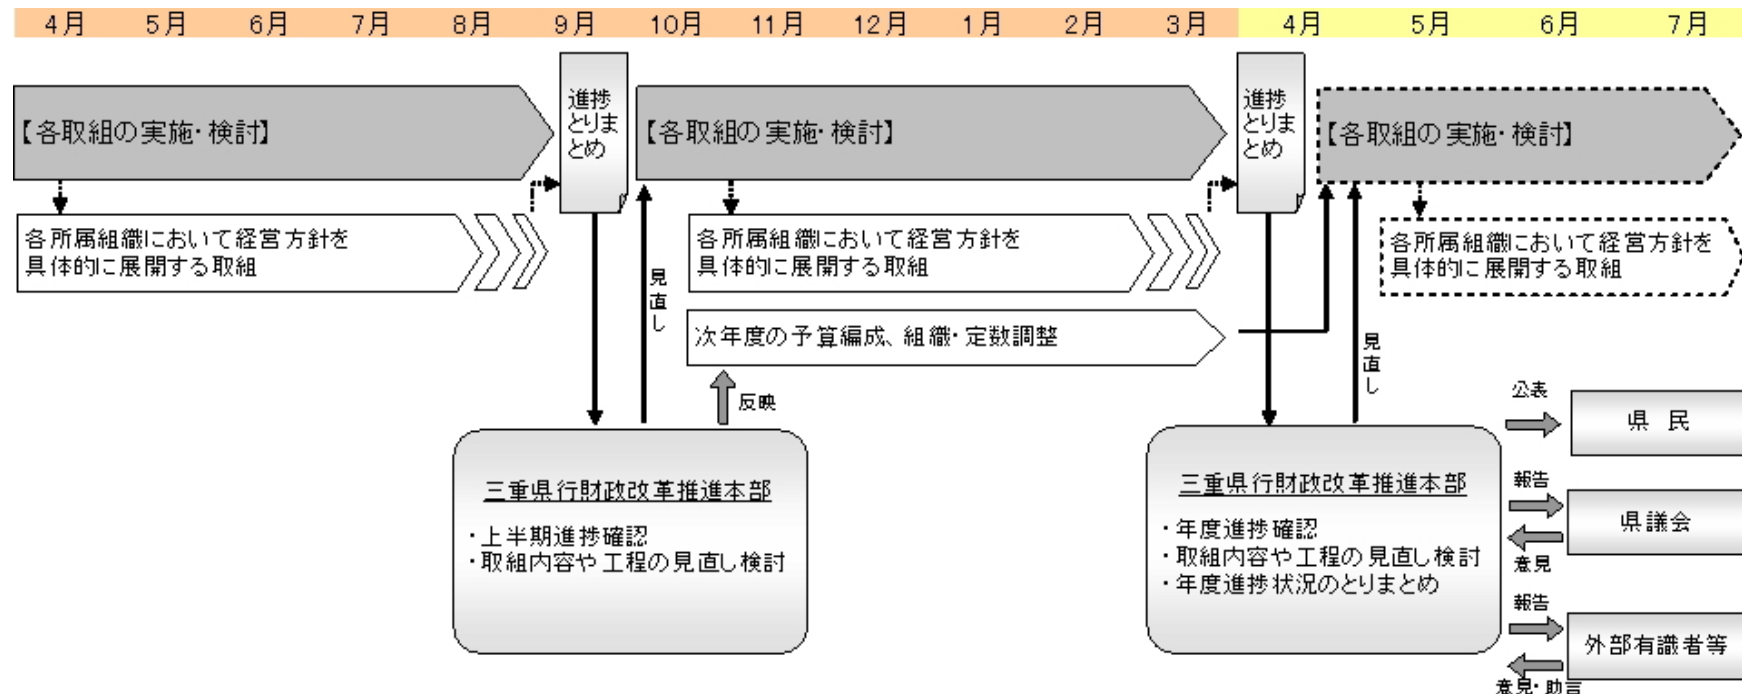 4月 5月 6月 7月 8月 9月 10月 11月 12月 1月 2月 3月 4月 5月 6月 7月
【各取組の実施・検討】
進捗
とりま
とめ
【各取組の実施・検討】
進捗
とりま
とめ
【各取組の実施・検討】
各所属組織において経営方針を
具体的に展開する取組
見直し
各所属組織において経営方針を
具体的に展開する取組
各所属組織において経営方針を
具体的に展開する取組
次年度の予算編成、組織・定数調整
見直し
反映
三重県行財政改革推進本部
・上半期進捗確認
・取組内容や工程の見直し検討
三重県行財政改革推進本部
・年度進捗確認
・取組内容や工程の見直し検討
・年度進捗状況のとりまとめ
公表
県 民
報告
県議会
意見
報告
外部有識者等
意見・助言